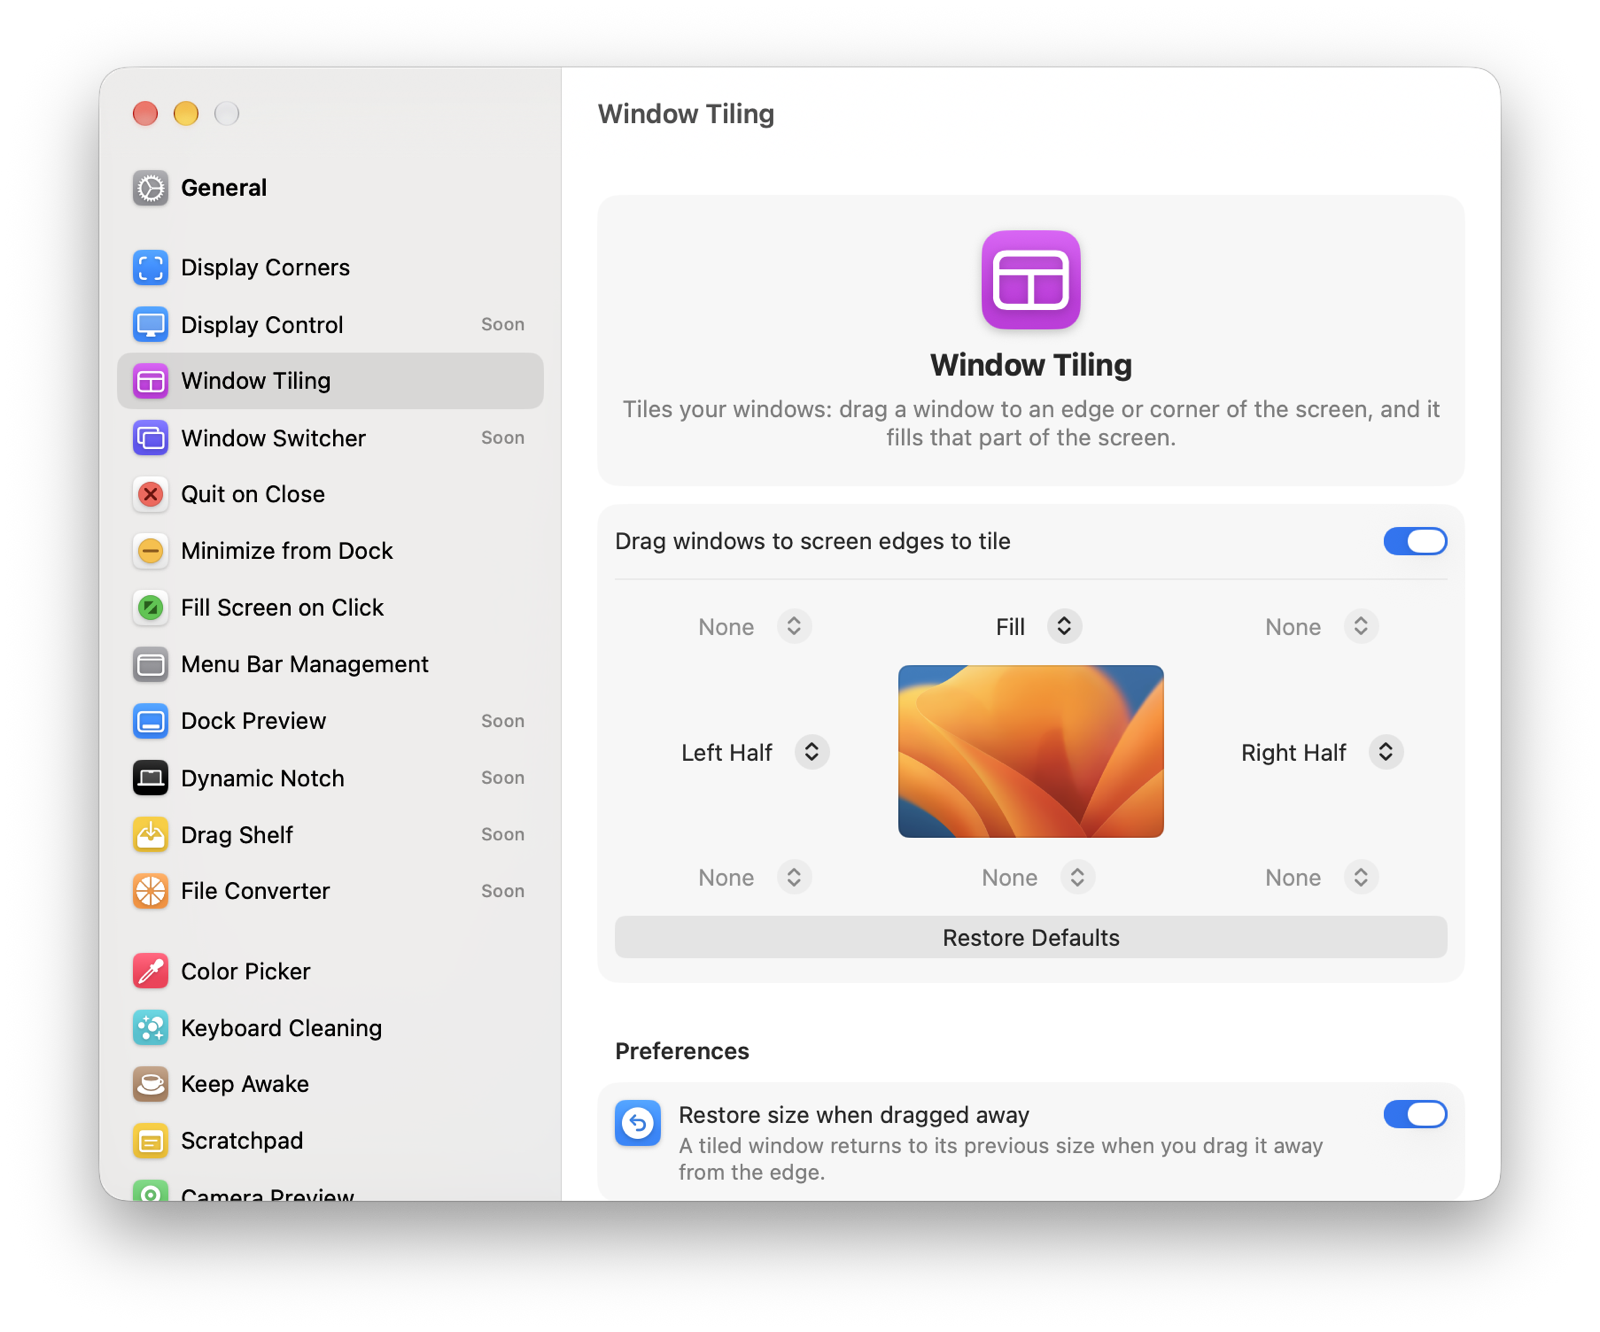 Window Tiling
General
Display Corners
Display Control Soon
Window Tiling
Window Switcher Soon
Quit on Close
Minimize from Dock
Fill Screen on Click
Menu Bar Management
Dock Preview Soon
Dynamic Notch Soon
Drag Shelf Soon
File Converter Soon
Color Picker
Keyboard Cleaning
Keep Awake
Scratchpad
Camera Preview
Window Tiling
Tiles your windows: drag a window to an edge or corner of the screen, and it
fills that part of the screen.
Drag windows to screen edges to tile
None Fill None
Left Half Right Half
None None None
Restore Defaults
Preferences
Restore size when dragged away
A tiled window returns to its previous size when you drag it away
from the edge.